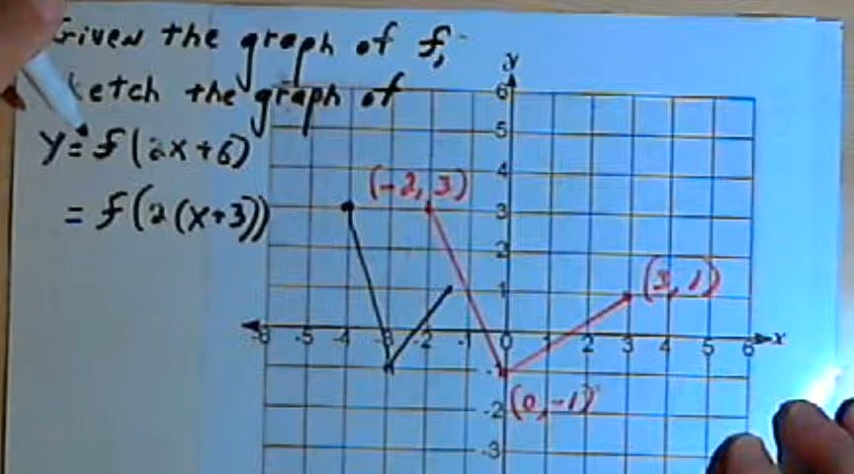 Given the graph of f,
sketch the graph of
y = f(2x+6)
= f(2(x+3))
(-2, 3)
(3, 1)
(0, -1)
y
6
5
4
3
2
1
-6 -5 -4 -3 -2 -1 0 1 2 3 4 5 6 x
-1
-2
-3